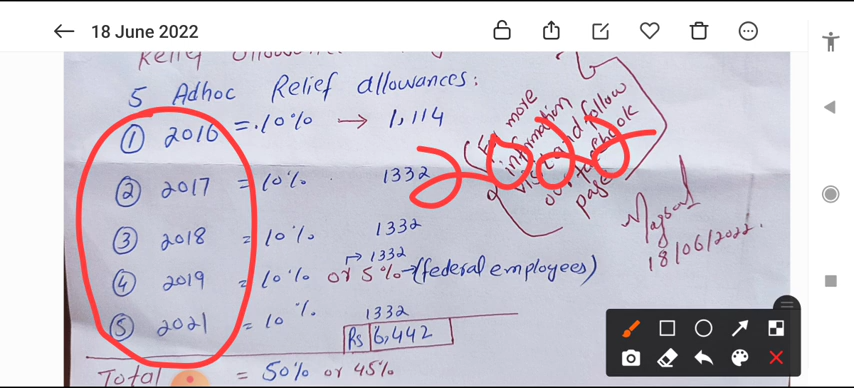 18 June 2022
Relief allowance
5 Adhoc Relief allowances:
① 2016 = 10% → 1,114
② 2017 = 10% 1332
③ 2018 = 10% 1332
④ 2019 = 10% or 5% → (federal employees)
↱ 1332
⑤ 2021 = 10% 1332
Rs 6,442
Total = 50% or 45%
(For more
information
visit and follow
our facebook
page
18/06/2022.